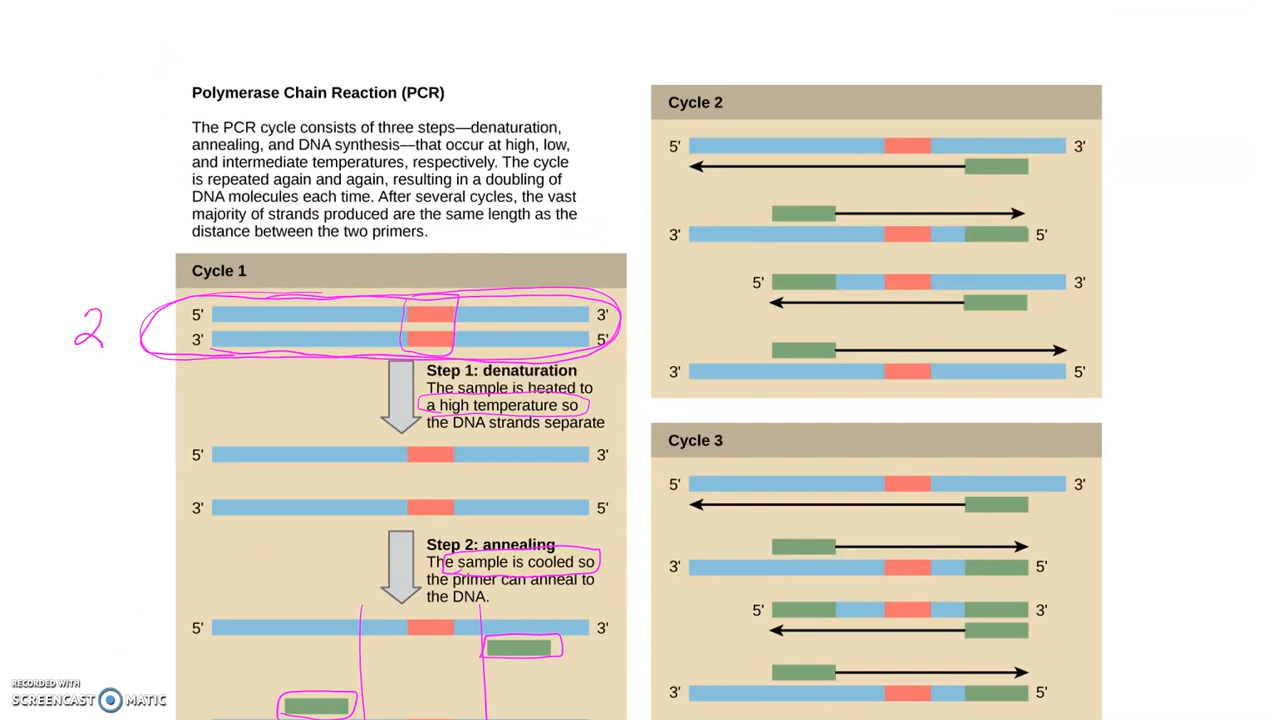 Polymerase Chain Reaction (PCR)
The PCR cycle consists of three steps—denaturation,
annealing, and DNA synthesis—that occur at high, low,
and intermediate temperatures, respectively. The cycle
is repeated again and again, resulting in a doubling of
DNA molecules each time. After several cycles, the vast
majority of strands produced are the same length as the
distance between the two primers.
Cycle 1
5' 3'
2
3' 5'
Step 1: denaturation
The sample is heated to
a high temperature so
the DNA strands separate
5' 3'
3' 5'
Step 2: annealing
The sample is cooled so
the primer can anneal to
the DNA.
5' 3'
Cycle 2
5' 3'
3' 5'
5' 3'
3' 5'
Cycle 3
5' 3'
3' 5'
5' 3'
3' 5'
RECORDED WITH
SCREENCAST MATIC